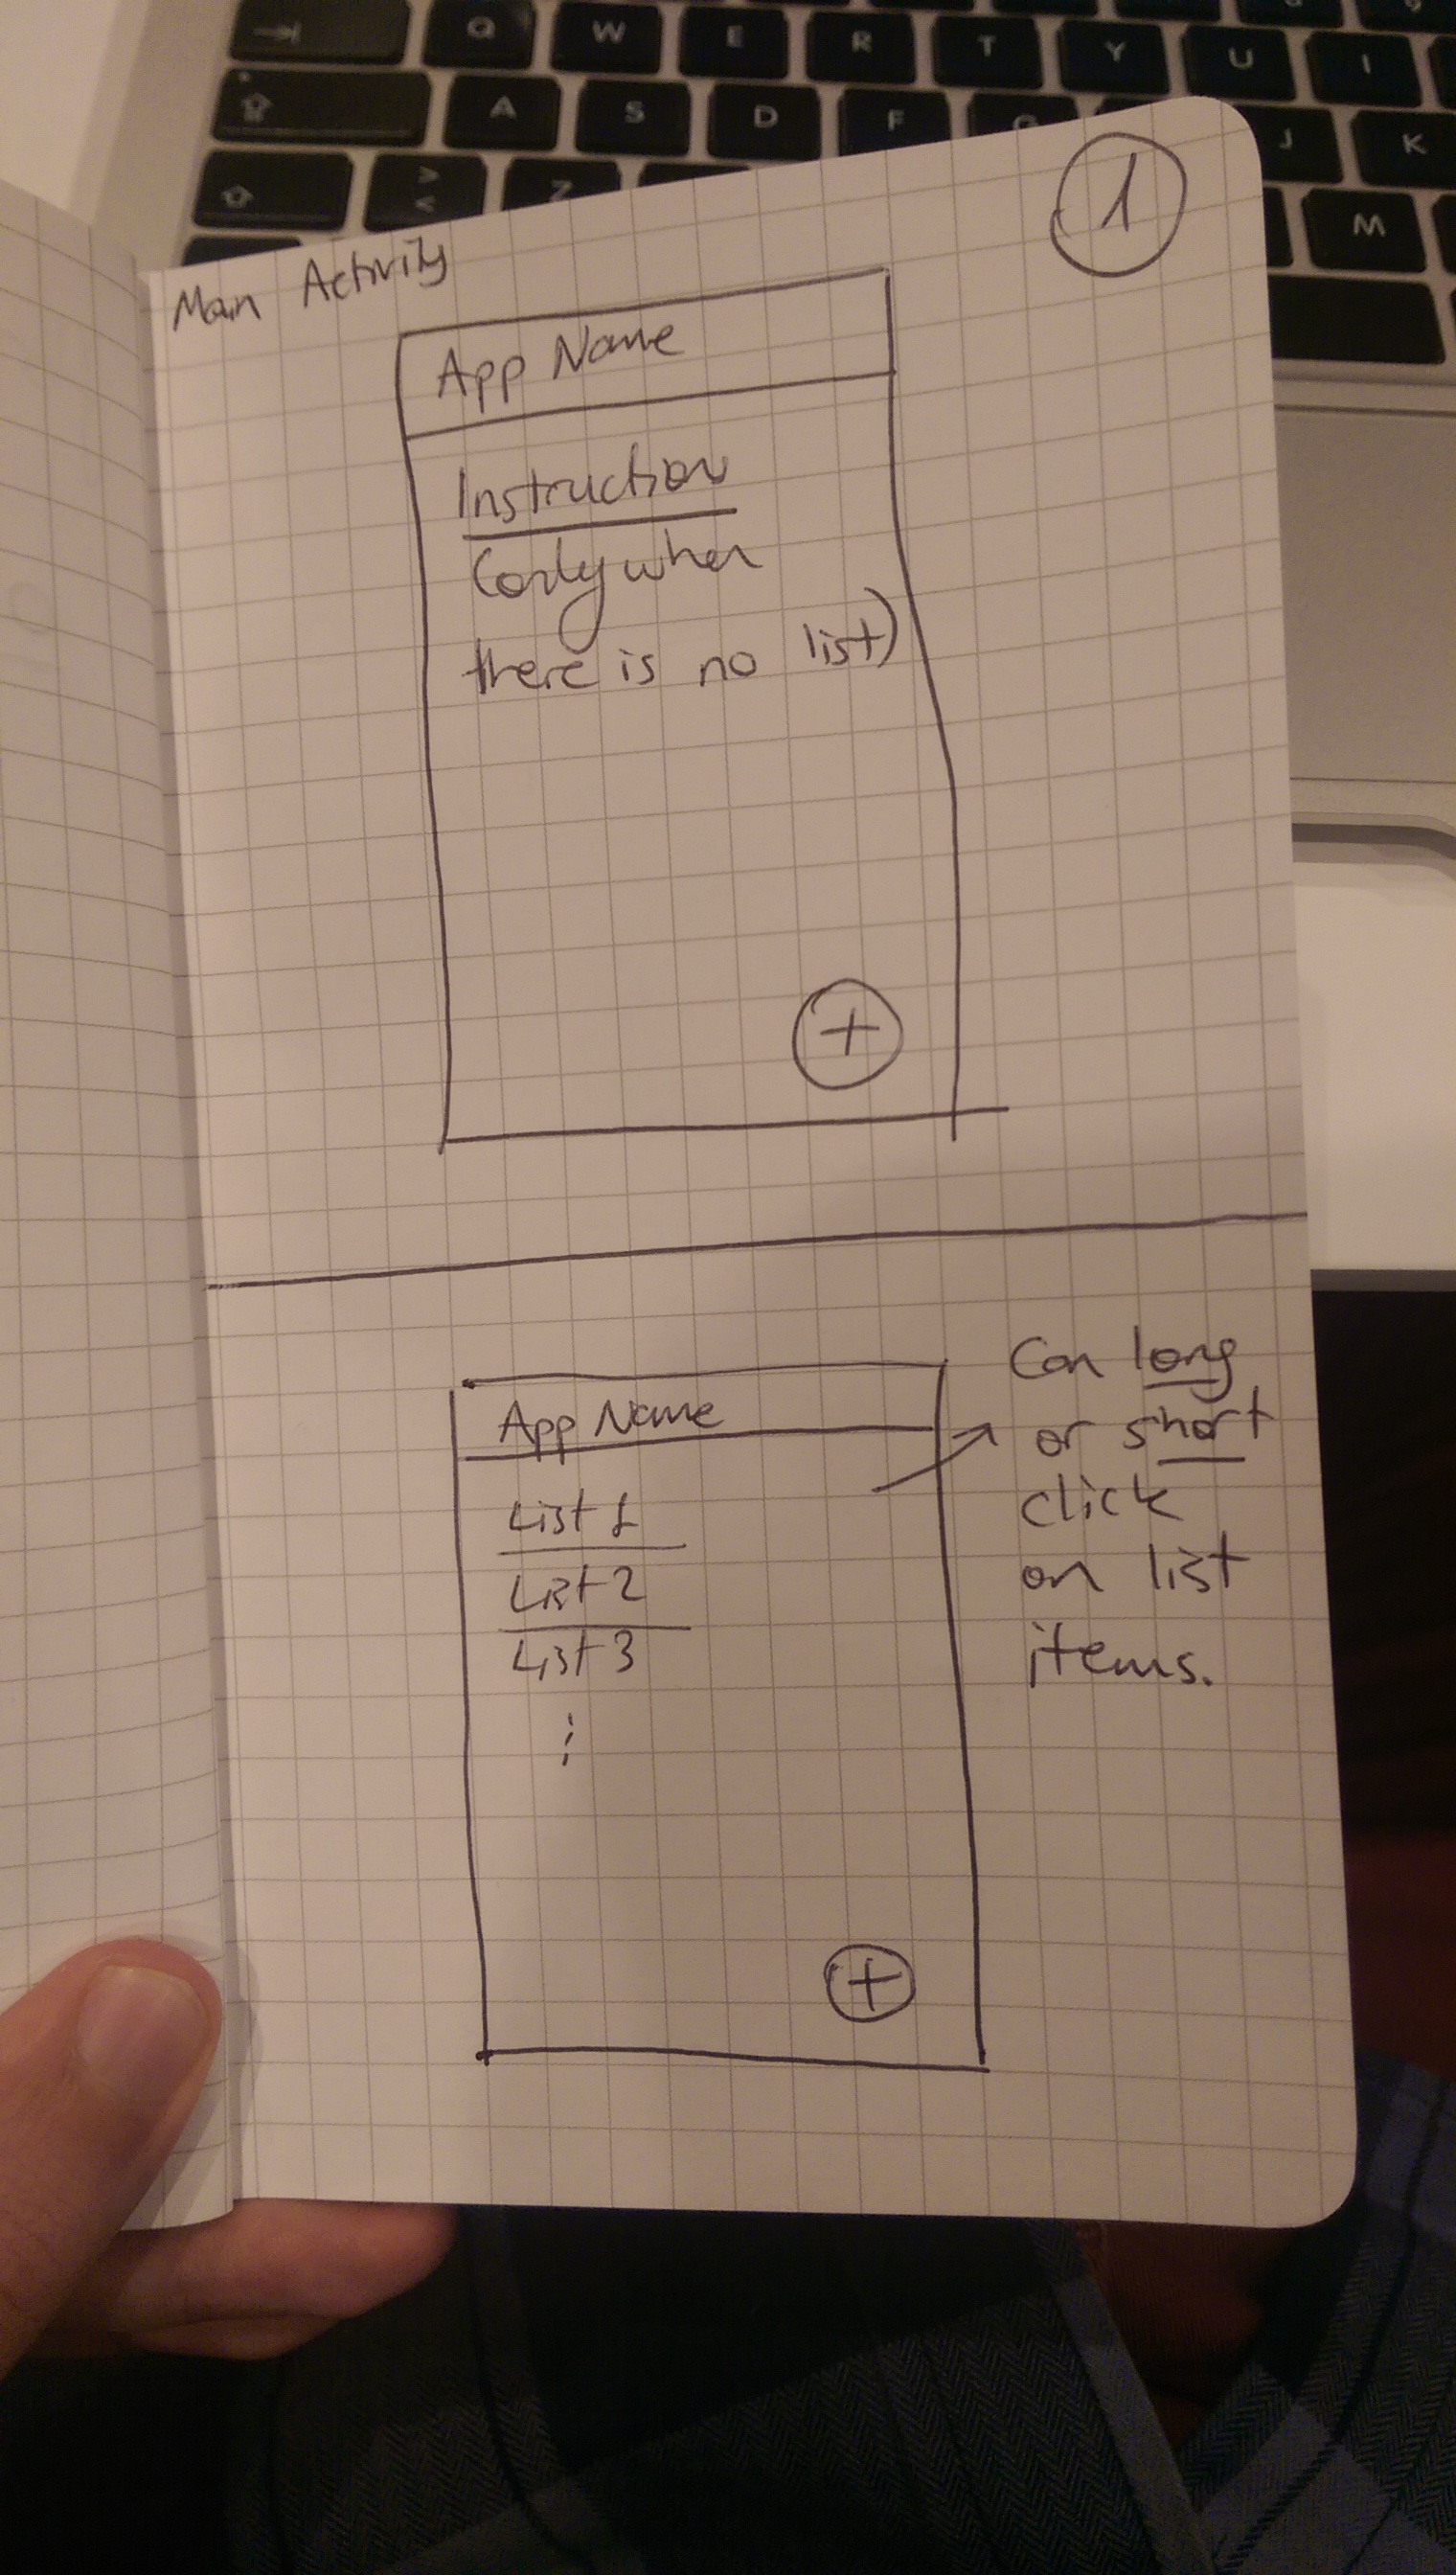 Q W E R T Y U I
A S D F G J K
> < Z M
1
Main Activity
App Name
Instruction
(only when
there is no list)
+
App Name
List 1
List 2
List 3
⋮
+
Can long
or short
click
on list
items.